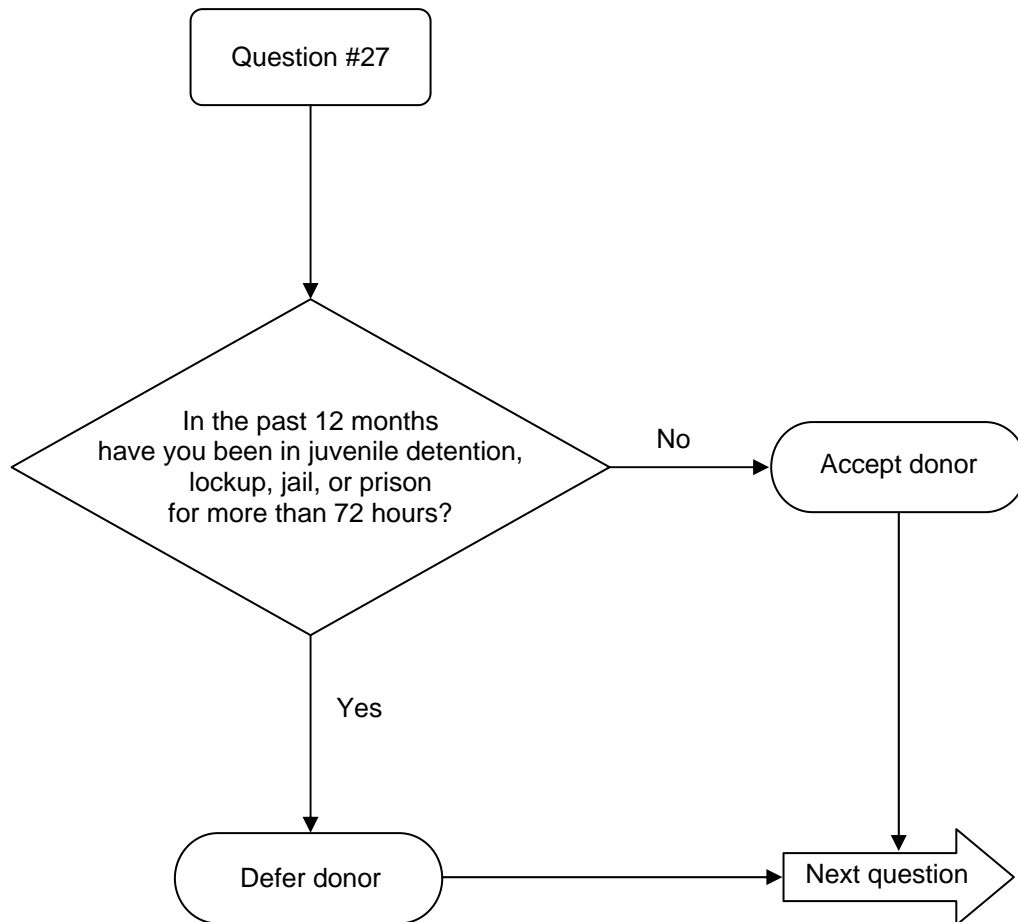 Question #27
In the past 12 months
have you been in juvenile detention,
lockup, jail, or prison
for more than 72 hours?
No
Accept donor
Yes
Defer donor
Next question